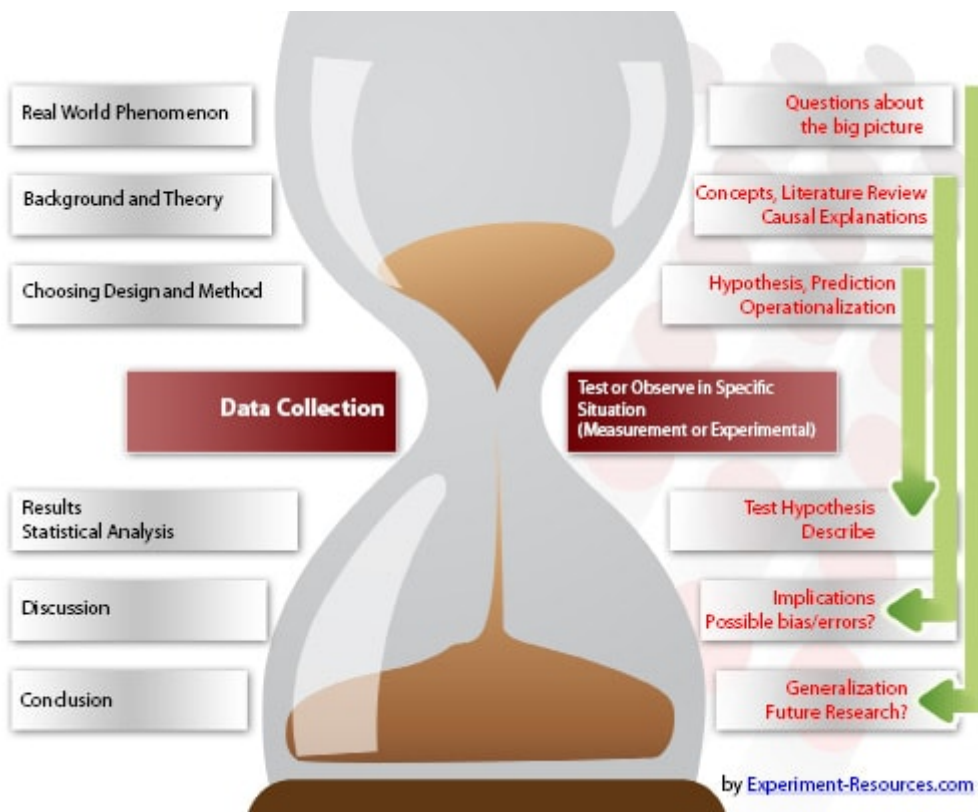 Real World Phenomenon
Questions about
the big picture
Background and Theory
Concepts, Literature Review
Causal Explanations
Choosing Design and Method
Hypothesis, Prediction
Operationalization
Data Collection
Test or Observe in Specific
Situation
(Measurement or Experimental)
Results
Statistical Analysis
Test Hypothesis
Describe
Discussion
Implications
Possible bias/errors?
Conclusion
Generalization
Future Research?
by Experiment-Resources.com